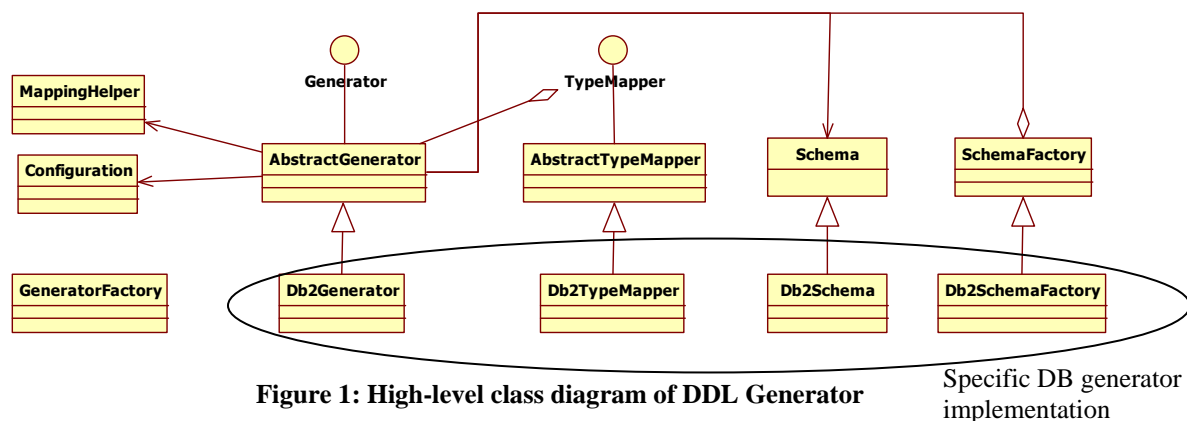 Generator
TypeMapper
MappingHelper
AbstractGenerator
AbstractTypeMapper
Schema
SchemaFactory
Configuration
GeneratorFactory
Db2Generator
Db2TypeMapper
Db2Schema
Db2SchemaFactory
Figure 1: High-level class diagram of DDL Generator
Specific DB generator
implementation